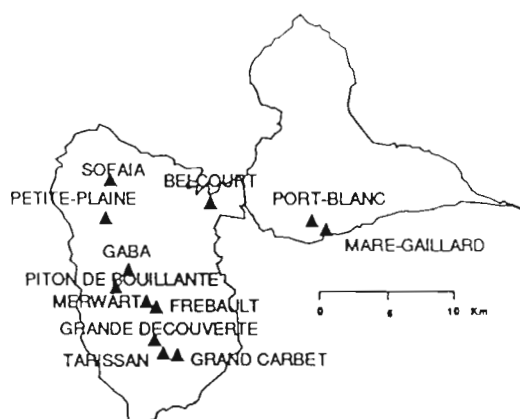 SOFAIA
BELCOURT
PETITE-PLAINE
PORT-BLANC
MARE-GAILLARD
GABA
PITON DE BOUILLANTE
MERWART
FREBAULT
GRANDE DECOUVERTE
TARISSAN
GRAND CARBET
0 5 10 Km